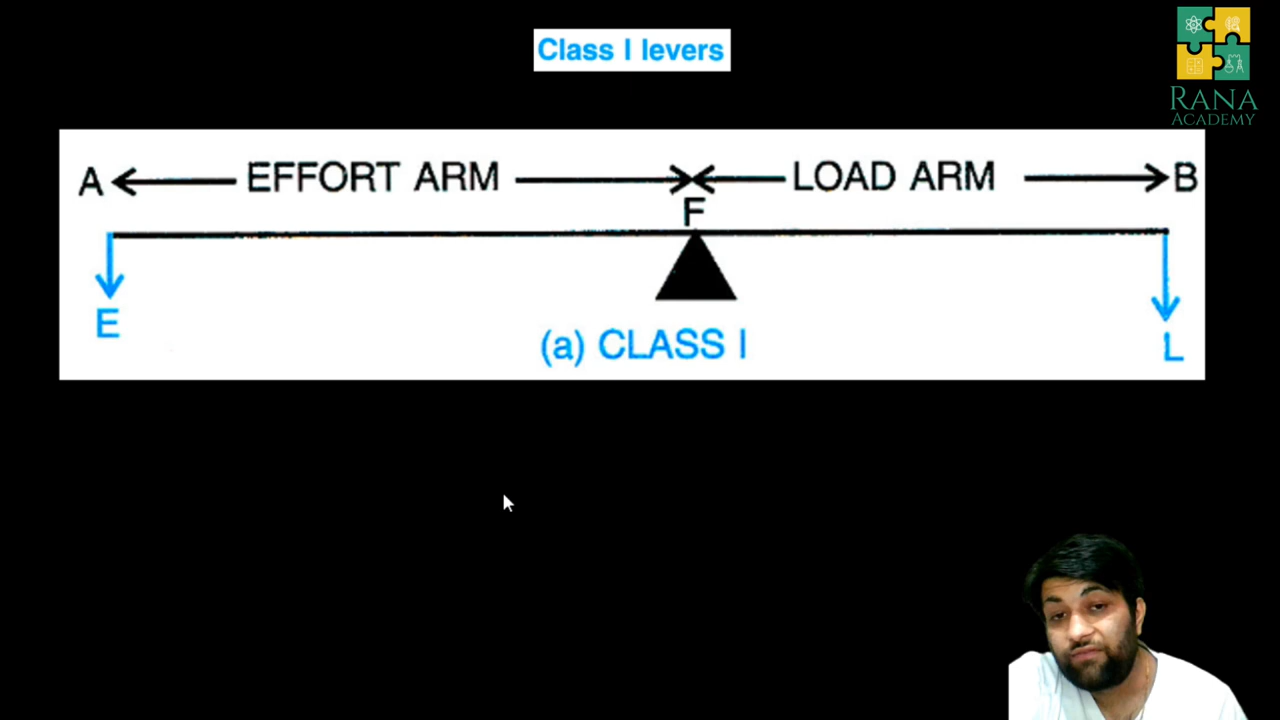 Class I levers
RANA
ACADEMY
A EFFORT ARM LOAD ARM B
F
E
L
(a) CLASS I